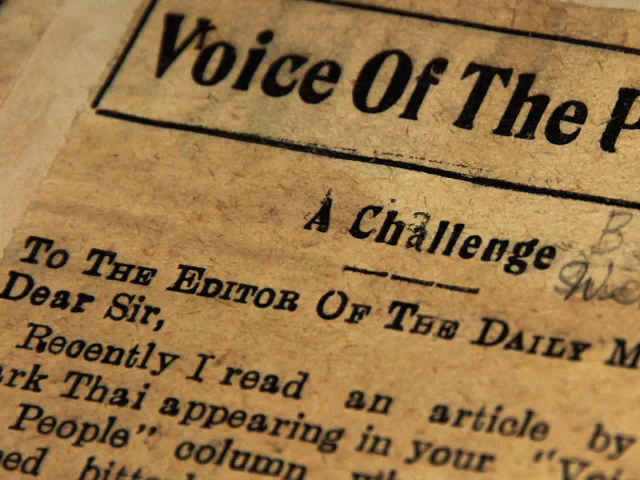 Voice Of The P
A Challenge
To THE EDITOR OF THE DAILY M
Dear Sir,
Recently I read an article by
ark Thai appearing in your "Voi
People" column